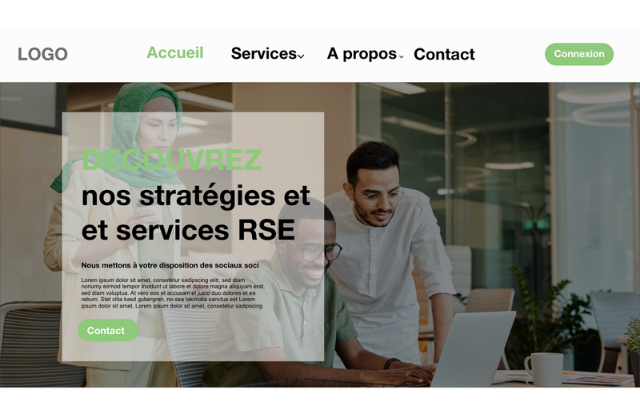 LOGO
Accueil
Services
A propos
Contact
Connexion
DECOUVREZ
nos stratégies et
et services RSE
Nous mettons à votre disposition des sociaux soci
Lorem ipsum dolor sit amet, consetetur sadipscing elitr, sed diam
nonumy eirmod tempor invidunt ut labore et dolore magna aliquyam erat,
sed diam voluptua. At vero eos et accusam et justo duo dolores et ea
rebum. Stet clita kasd gubergren, no sea takimata sanctus est Lorem
ipsum dolor sit amet. Lorem ipsum dolor sit amet, consetetur sadipscing
Contact